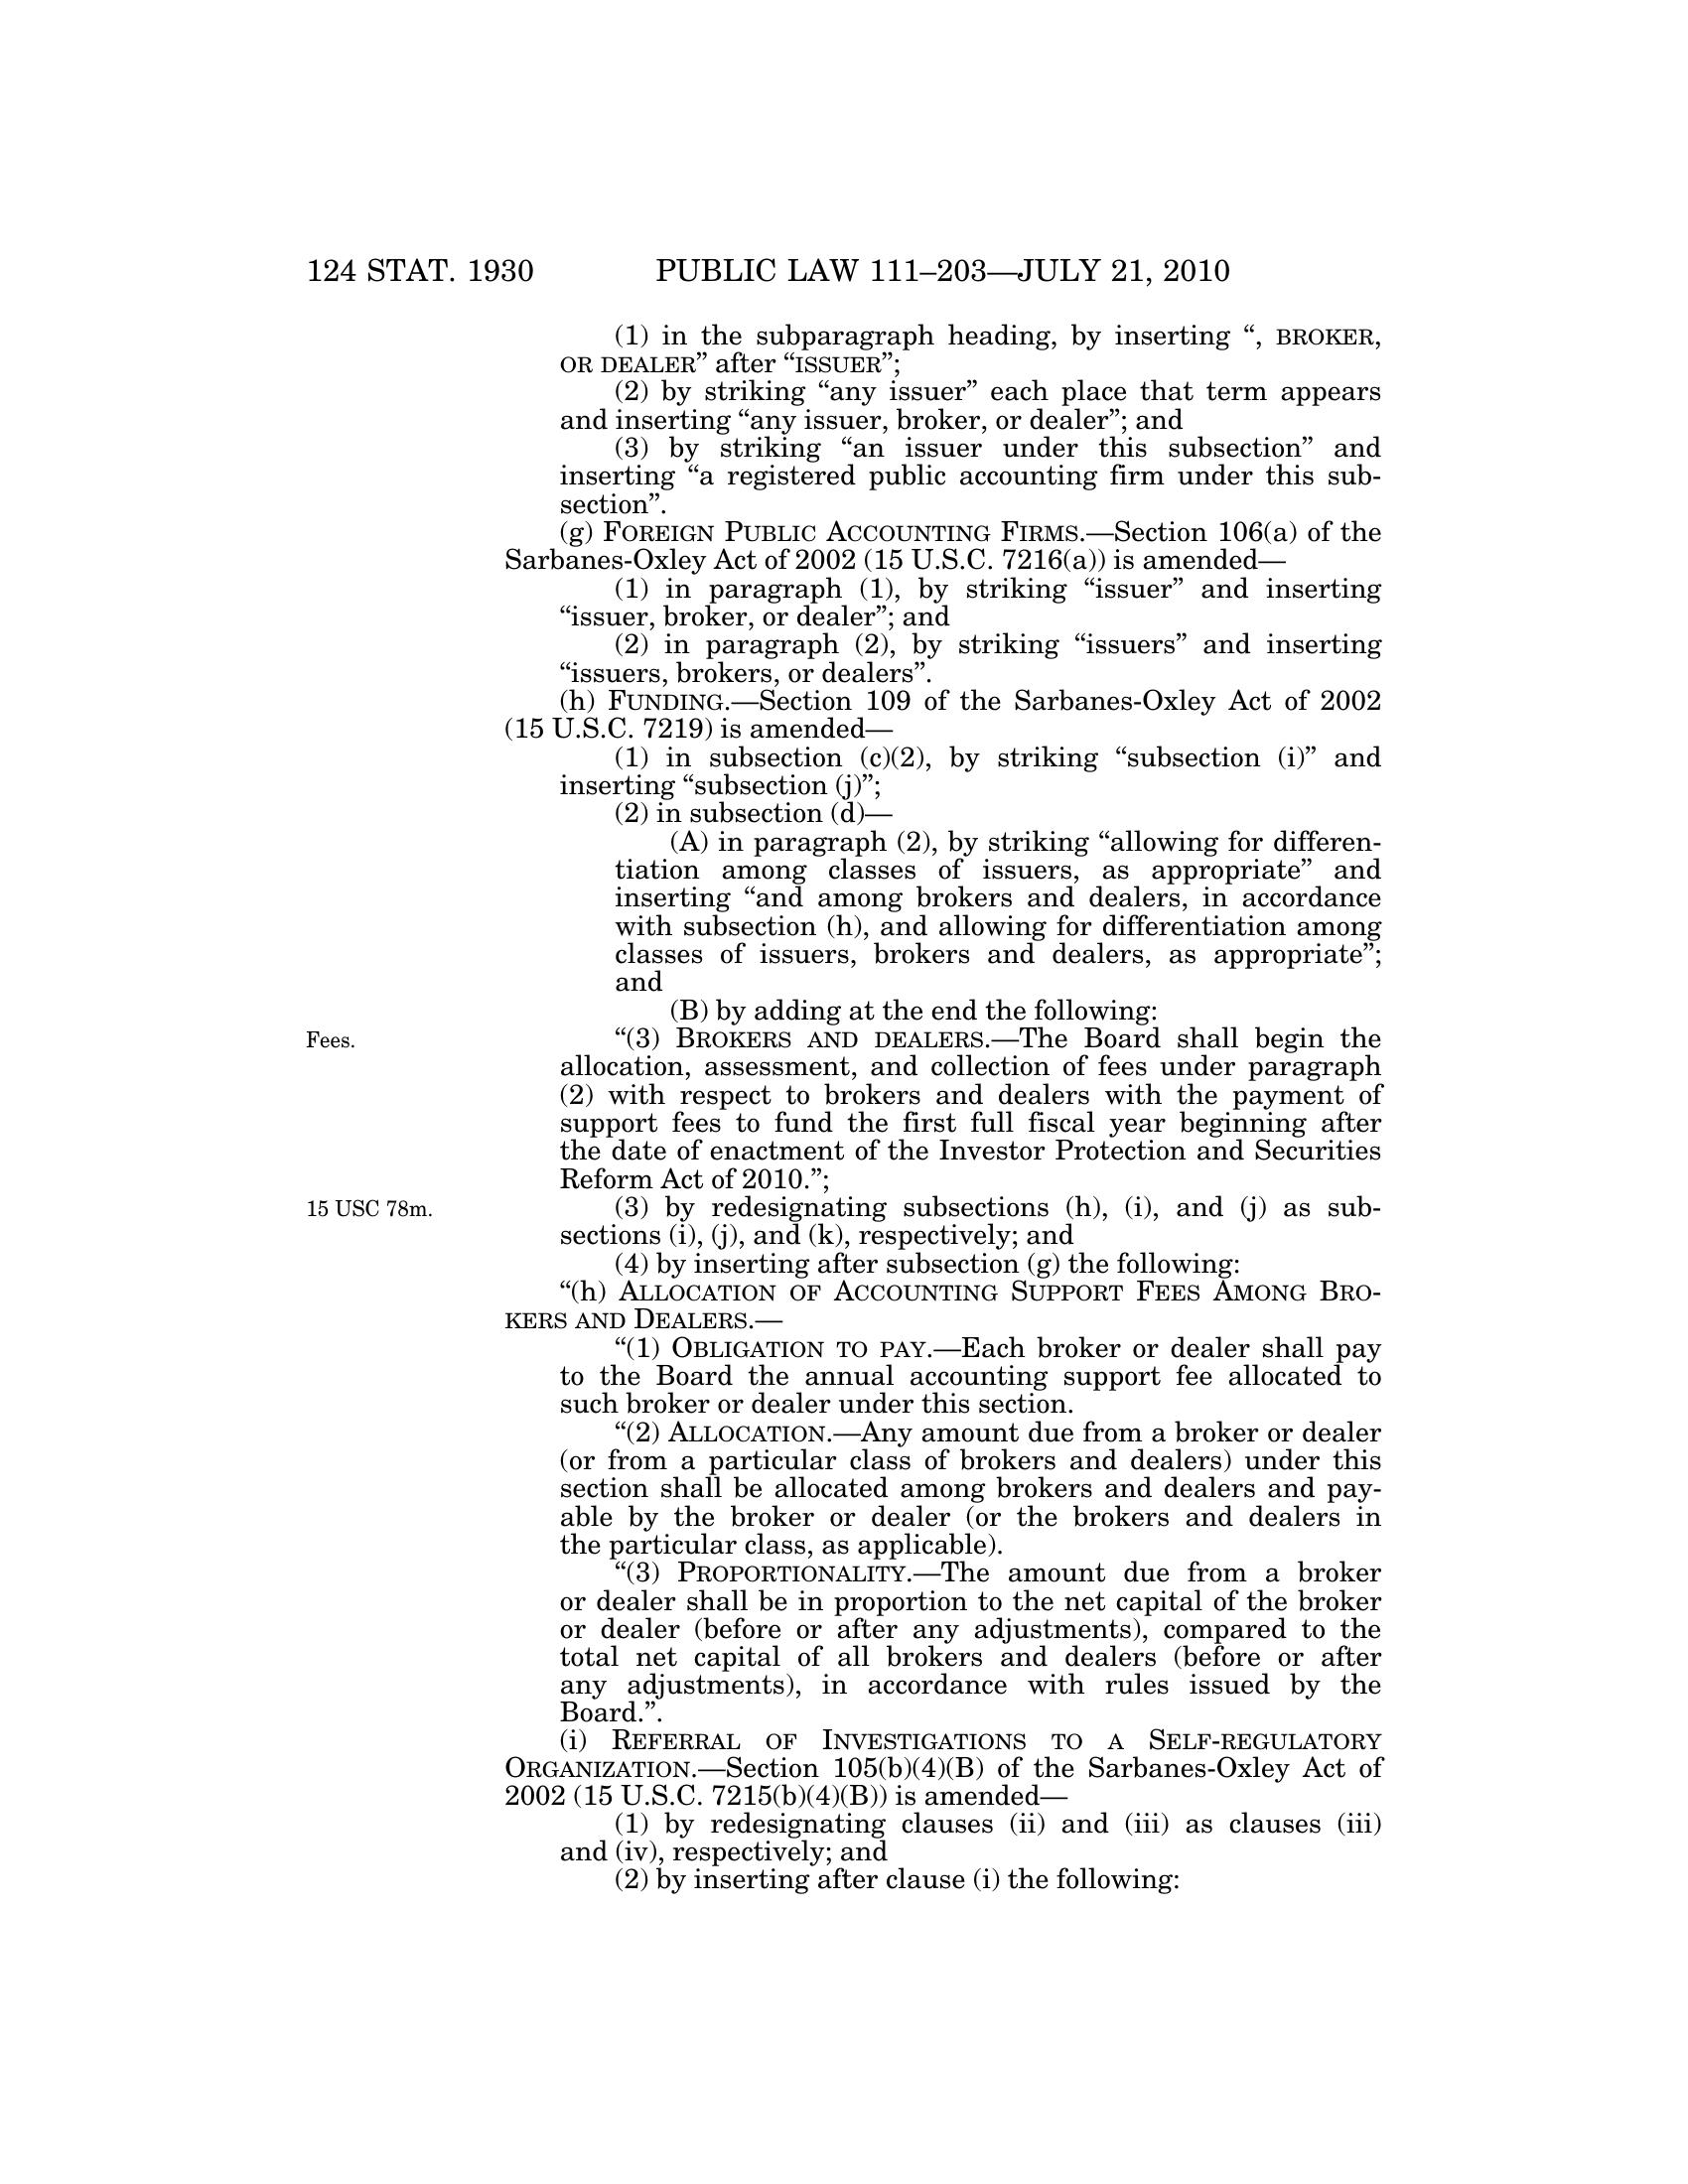 124 STAT. 1930 PUBLIC LAW 111–203—JULY 21, 2010
(1) in the subparagraph heading, by inserting “, BROKER,
OR DEALER” after “ISSUER”;
(2) by striking “any issuer” each place that term appears
and inserting “any issuer, broker, or dealer”; and
(3) by striking “an issuer under this subsection” and
inserting “a registered public accounting firm under this sub-
section”.
(g) FOREIGN PUBLIC ACCOUNTING FIRMS.—Section 106(a) of the
Sarbanes-Oxley Act of 2002 (15 U.S.C. 7216(a)) is amended—
(1) in paragraph (1), by striking “issuer” and inserting
“issuer, broker, or dealer”; and
(2) in paragraph (2), by striking “issuers” and inserting
“issuers, brokers, or dealers”.
(h) FUNDING.—Section 109 of the Sarbanes-Oxley Act of 2002
(15 U.S.C. 7219) is amended—
(1) in subsection (c)(2), by striking “subsection (i)” and
inserting “subsection (j)”;
(2) in subsection (d)—
(A) in paragraph (2), by striking “allowing for differen-
tiation among classes of issuers, as appropriate” and
inserting “and among brokers and dealers, in accordance
with subsection (h), and allowing for differentiation among
classes of issuers, brokers and dealers, as appropriate”;
and
(B) by adding at the end the following:
Fees.
“(3) BROKERS AND DEALERS.—The Board shall begin the
allocation, assessment, and collection of fees under paragraph
(2) with respect to brokers and dealers with the payment of
support fees to fund the first full fiscal year beginning after
the date of enactment of the Investor Protection and Securities
Reform Act of 2010.”;
15 USC 78m.
(3) by redesignating subsections (h), (i), and (j) as sub-
sections (i), (j), and (k), respectively; and
(4) by inserting after subsection (g) the following:
“(h) ALLOCATION OF ACCOUNTING SUPPORT FEES AMONG BRO-
KERS AND DEALERS.—
“(1) OBLIGATION TO PAY.—Each broker or dealer shall pay
to the Board the annual accounting support fee allocated to
such broker or dealer under this section.
“(2) ALLOCATION.—Any amount due from a broker or dealer
(or from a particular class of brokers and dealers) under this
section shall be allocated among brokers and dealers and pay-
able by the broker or dealer (or the brokers and dealers in
the particular class, as applicable).
“(3) PROPORTIONALITY.—The amount due from a broker
or dealer shall be in proportion to the net capital of the broker
or dealer (before or after any adjustments), compared to the
total net capital of all brokers and dealers (before or after
any adjustments), in accordance with rules issued by the
Board.”.
(i) REFERRAL OF INVESTIGATIONS TO A SELF-REGULATORY
ORGANIZATION.—Section 105(b)(4)(B) of the Sarbanes-Oxley Act of
2002 (15 U.S.C. 7215(b)(4)(B)) is amended—
(1) by redesignating clauses (ii) and (iii) as clauses (iii)
and (iv), respectively; and
(2) by inserting after clause (i) the following: